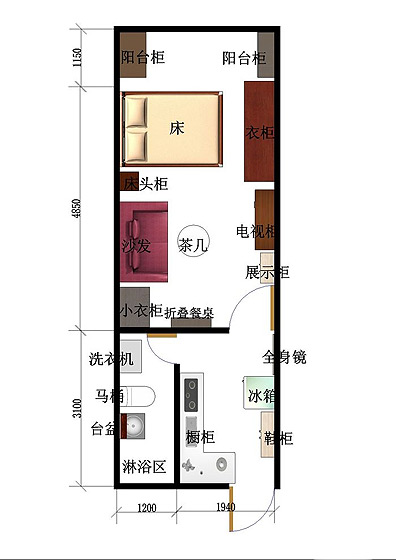 阳台柜
阳台柜
1150
床
衣柜
床头柜
4850
电视柜
沙发
茶几
展示柜
小衣柜
折叠餐桌
洗衣机
全身镜
马桶
冰箱
3100
台盆
橱柜
鞋柜
淋浴区
1200
1940